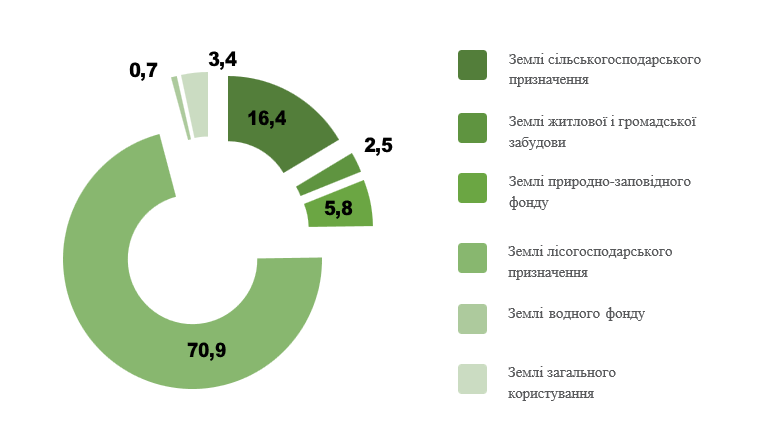 3,4
0,7
16,4
2,5
5,8
70,9
Землі сільськогосподарського
призначення
Землі житлової і громадської
забудови
Землі природно-заповідного
фонду
Землі лісогосподарського
призначення
Землі водного фонду
Землі загального
користування